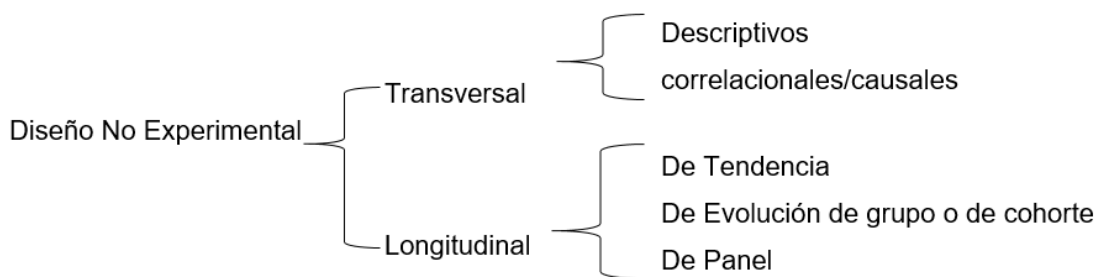 Diseño No Experimental
Transversal
Descriptivos
correlacionales/causales
Longitudinal
De Tendencia
De Evolución de grupo o de cohorte
De Panel